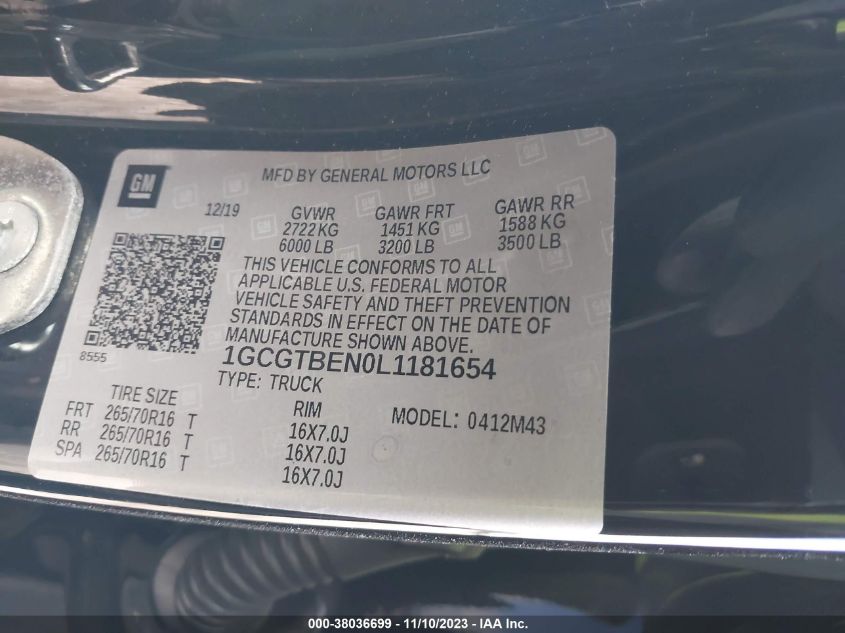 GM
MFD BY GENERAL MOTORS LLC
12/19 GVWR GAWR FRT GAWR RR
2722 KG 1451 KG 1588 KG
6000 LB 3200 LB 3500 LB
THIS VEHICLE CONFORMS TO ALL
APPLICABLE U.S. FEDERAL MOTOR
VEHICLE SAFETY AND THEFT PREVENTION
STANDARDS IN EFFECT ON THE DATE OF
MANUFACTURE SHOWN ABOVE.
8555
1GCGTBEN0L1181654
TYPE: TRUCK
TIRE SIZE RIM MODEL: 0412M43
FRT 265/70R16 T 16X7.0J
RR 265/70R16 T 16X7.0J
SPA 265/70R16 T 16X7.0J
000-38036699 - 11/10/2023 - IAAI.COM